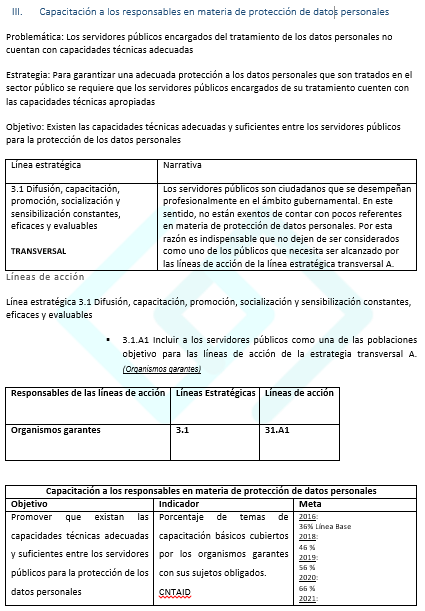 III. Capacitación a los responsables en materia de protección de datos personales
Problemática: Los servidores públicos encargados del tratamiento de los datos personales no
cuentan con capacidades técnicas adecuadas
Estrategia: Para garantizar una adecuada protección a los datos personales que son tratados en el
sector público se requiere que los servidores públicos encargados de su tratamiento cuenten con
las capacidades técnicas apropiadas
Objetivo: Existen las capacidades técnicas adecuadas y suficientes entre los servidores públicos
para la protección de los datos personales
Línea estratégica
Narrativa
3.1 Difusión, capacitación,
promoción, socialización y
sensibilización constantes,
eficaces y evaluables
TRANSVERSAL
Los servidores públicos son ciudadanos que se desempeñan
profesionalmente en el ámbito gubernamental. En este
sentido, no están exentos de contar con pocos referentes
en materia de protección de datos personales. Por esta
razón es indispensable que no dejen de ser considerados
como uno de los públicos que necesita ser alcanzado por
las líneas de acción de la línea estratégica transversal A.
Líneas de acción
Línea estratégica 3.1 Difusión, capacitación, promoción, socialización y sensibilización constantes,
eficaces y evaluables
▪ 3.1.A1 Incluir a los servidores públicos como una de las poblaciones
objetivo para las líneas de acción de la estrategia transversal A.
(Organismos garantes)
Responsables de las líneas de acción Líneas Estratégicas Líneas de acción
Organismos garantes 3.1 31.A1
Capacitación a los responsables en materia de protección de datos personales
Objetivo Indicador Meta
Promover que existan las
capacidades técnicas adecuadas
y suficientes entre los servidores
públicos para la protección de los
datos personales
Porcentaje de temas de
capacitación básicos cubiertos
por los organismos garantes
con sus sujetos obligados.
CNTAID
2016:
36% Línea Base
2018:
46 %
2019:
56 %
2020:
66 %
2021: